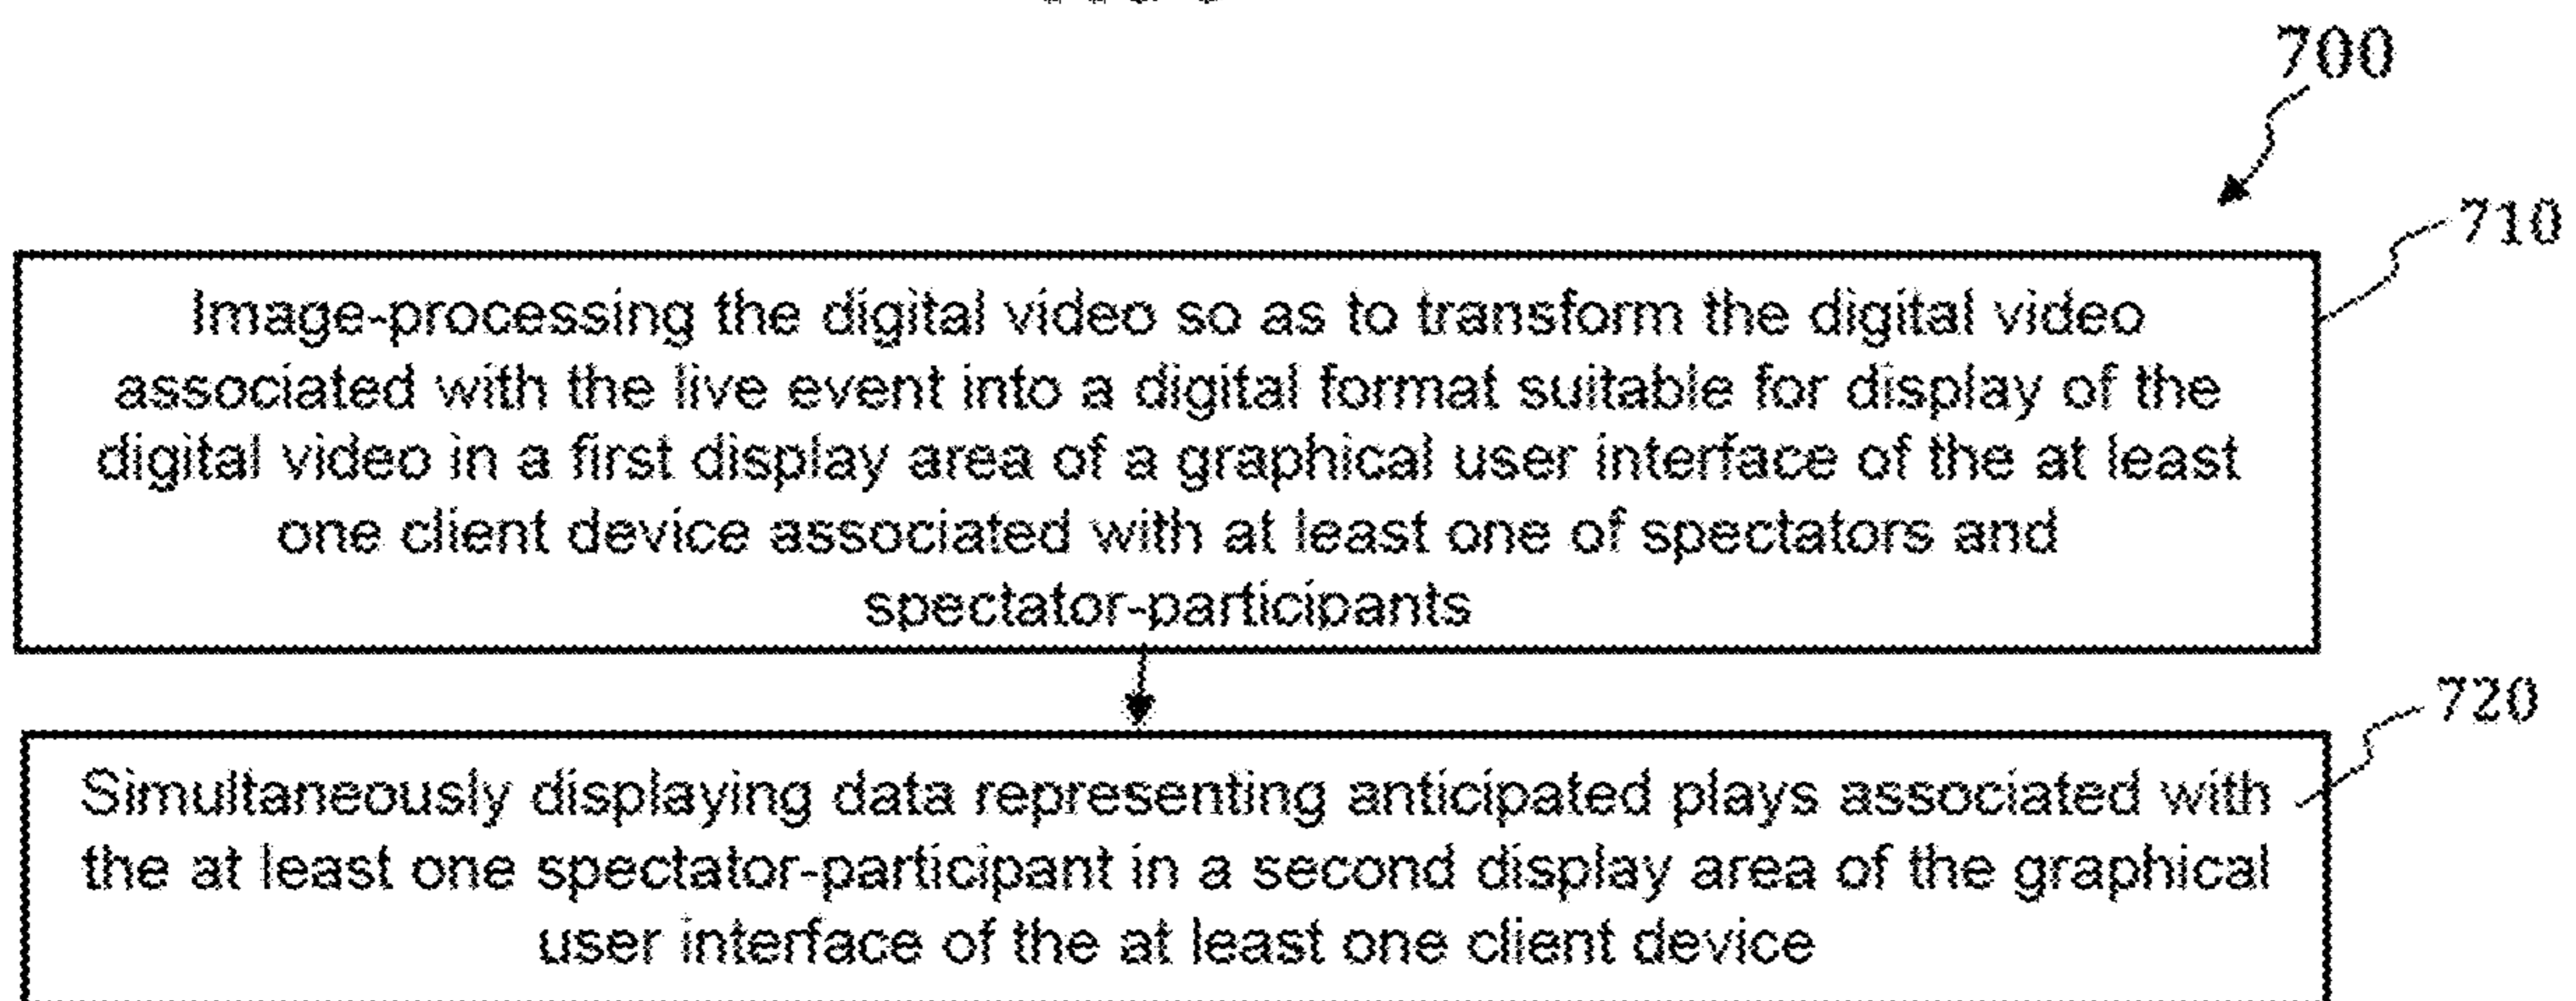 700
710
Image-processing the digital video so as to transform the digital video
associated with the live event into a digital format suitable for display of the
digital video in a first display area of a graphical user interface of the at least
one client device associated with at least one of spectators and
spectator-participants
720
Simultaneously displaying data representing anticipated plays associated with
the at least one spectator-participant in a second display area of the graphical
user interface of the at least one client device